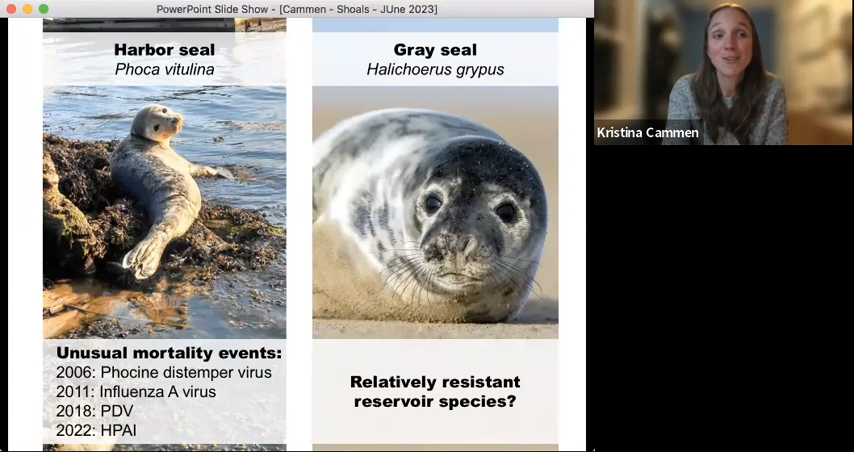 PowerPoint Slide Show - [Cammen - Shoals - JUne 2023]
Harbor seal
Phoca vitulina
Gray seal
Halichoerus grypus
Kristina Cammen
Unusual mortality events:
2006: Phocine distemper virus
2011: Influenza A virus
2018: PDV
2022: HPAI
Relatively resistant
reservoir species?